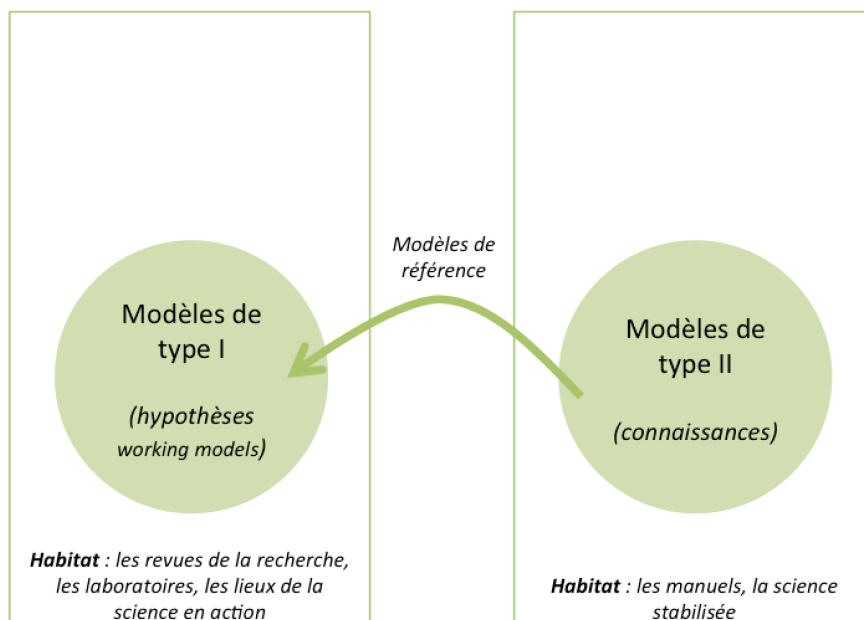 Modèles de
référence
Modèles de
type I
(hypothèses
working models)
Modèles de
type II
(connaissances)
Habitat : les revues de la recherche,
les laboratoires, les lieux de la
science en action
Habitat : les manuels, la science
stabilisée